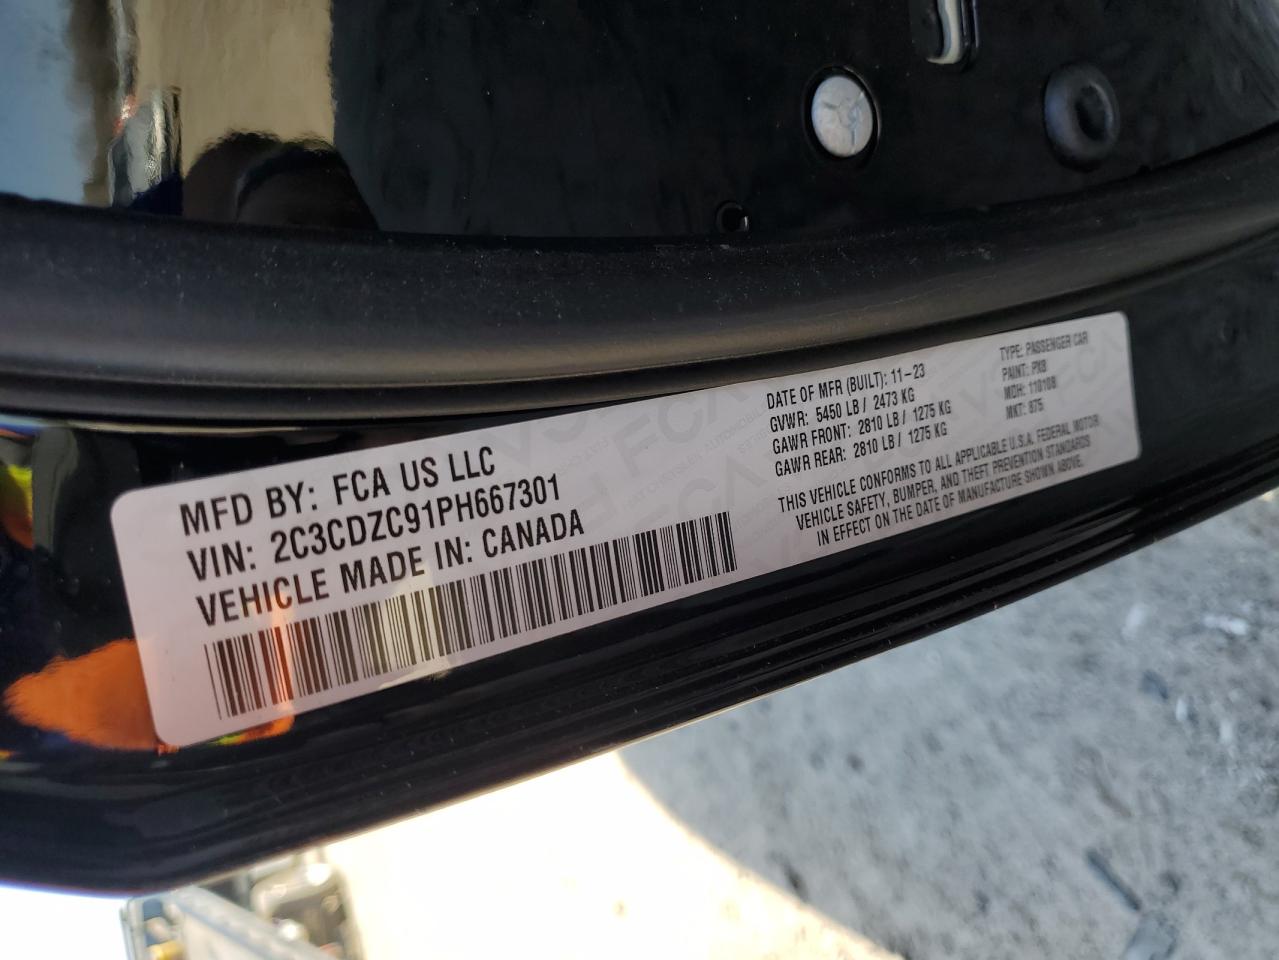 MFD BY: FCA US LLC
VIN: 2C3CDZC91PH667301
VEHICLE MADE IN: CANADA
DATE OF MFR (BUILT): 11-23
GVWR: 5450 LB / 2473 KG
GAWR FRONT: 2810 LB / 1275 KG
GAWR REAR: 2810 LB / 1275 KG
TYPE: PASSENGER CAR
PAINT: PX8
MDH: 110108
MKT: 875
THIS VEHICLE CONFORMS TO ALL APPLICABLE U.S.A. FEDERAL MOTOR
VEHICLE SAFETY, BUMPER, AND THEFT PREVENTION STANDARDS
IN EFFECT ON THE DATE OF MANUFACTURE SHOWN ABOVE.